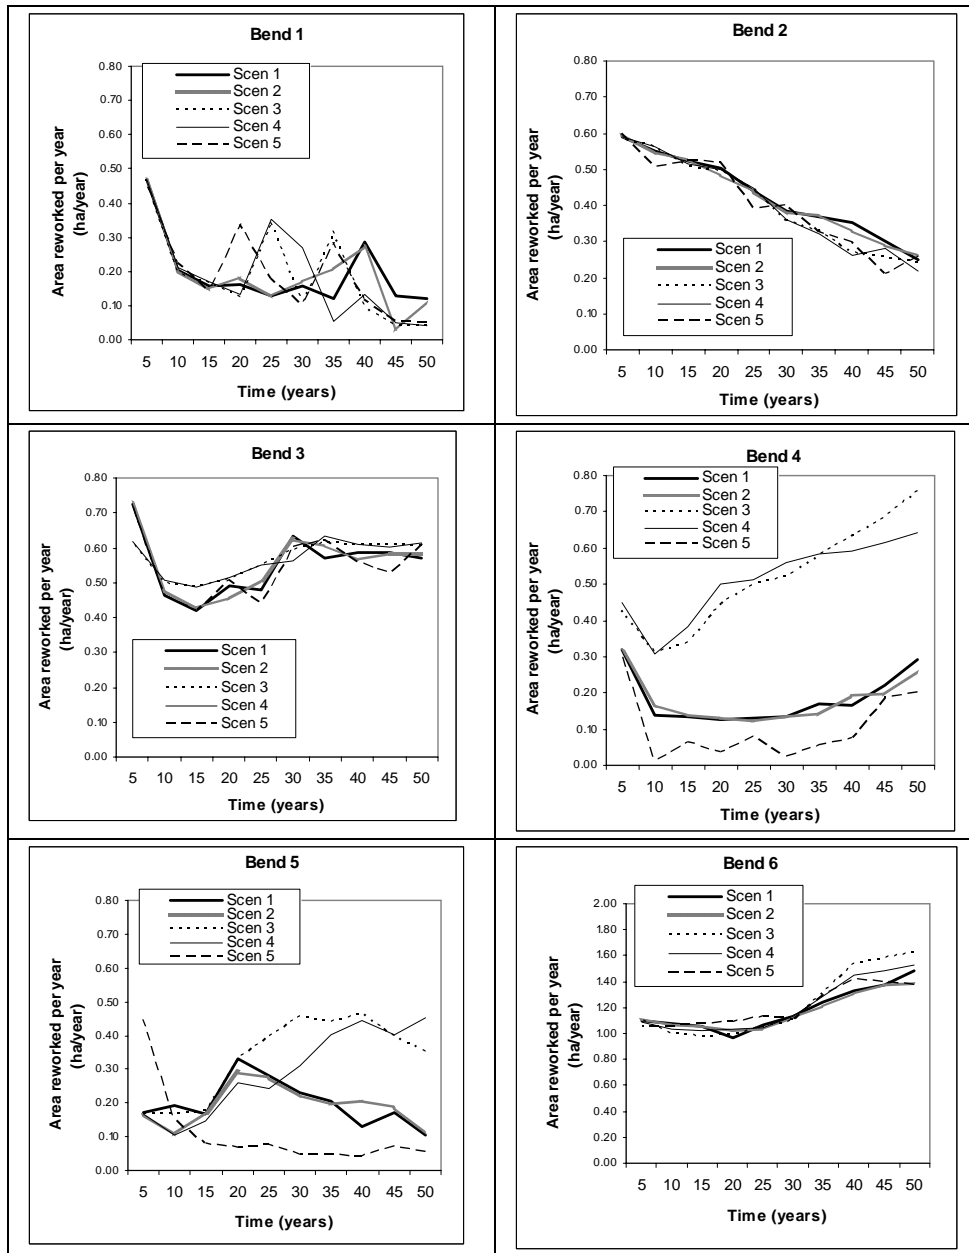 Bend 1
Area reworked per year
(ha/year)
0.80
0.70
0.60
0.50
0.40
0.30
0.20
0.10
0.00
Scen 1
Scen 2
Scen 3
Scen 4
Scen 5
5 10 15 20 25 30 35 40 45 50
Time (years)
Bend 2
Area reworked per year
(ha/year)
0.80
0.70
0.60
0.50
0.40
0.30
0.20
0.10
0.00
Scen 1
Scen 2
Scen 3
Scen 4
Scen 5
5 10 15 20 25 30 35 40 45 50
Time (years)
Bend 3
Area reworked per year
(ha/year)
0.80
0.70
0.60
0.50
0.40
0.30
0.20
0.10
0.00
Scen 1
Scen 2
Scen 3
Scen 4
Scen 5
5 10 15 20 25 30 35 40 45 50
Time (years)
Bend 4
Area reworked per year
(ha/year)
0.80
0.70
0.60
0.50
0.40
0.30
0.20
0.10
0.00
Scen 1
Scen 2
Scen 3
Scen 4
Scen 5
5 10 15 20 25 30 35 40 45 50
Time (years)
Bend 5
Area reworked per year
(ha/year)
0.80
0.70
0.60
0.50
0.40
0.30
0.20
0.10
0.00
Scen 1
Scen 2
Scen 3
Scen 4
Scen 5
5 10 15 20 25 30 35 40 45 50
Time (years)
Bend 6
Area reworked per year
(ha/year)
2.00
1.80
1.60
1.40
1.20
1.00
0.80
0.60
0.40
0.20
0.00
Scen 1
Scen 2
Scen 3
Scen 4
Scen 5
5 10 15 20 25 30 35 40 45 50
Time (years)